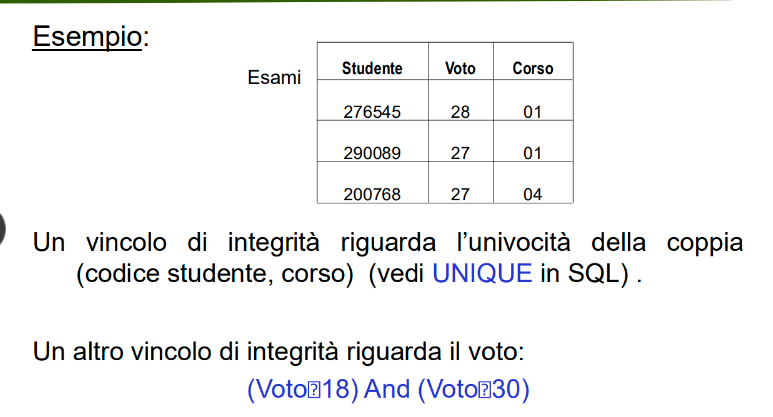 Esempio:
Esami
Studente Voto Corso
276545 28 01
290089 27 01
200768 27 04
Un vincolo di integrità riguarda l’univocità della coppia
(codice studente, corso) (vedi UNIQUE in SQL) .
Un altro vincolo di integrità riguarda il voto:
(Voto⍰18) And (Voto⍰30)